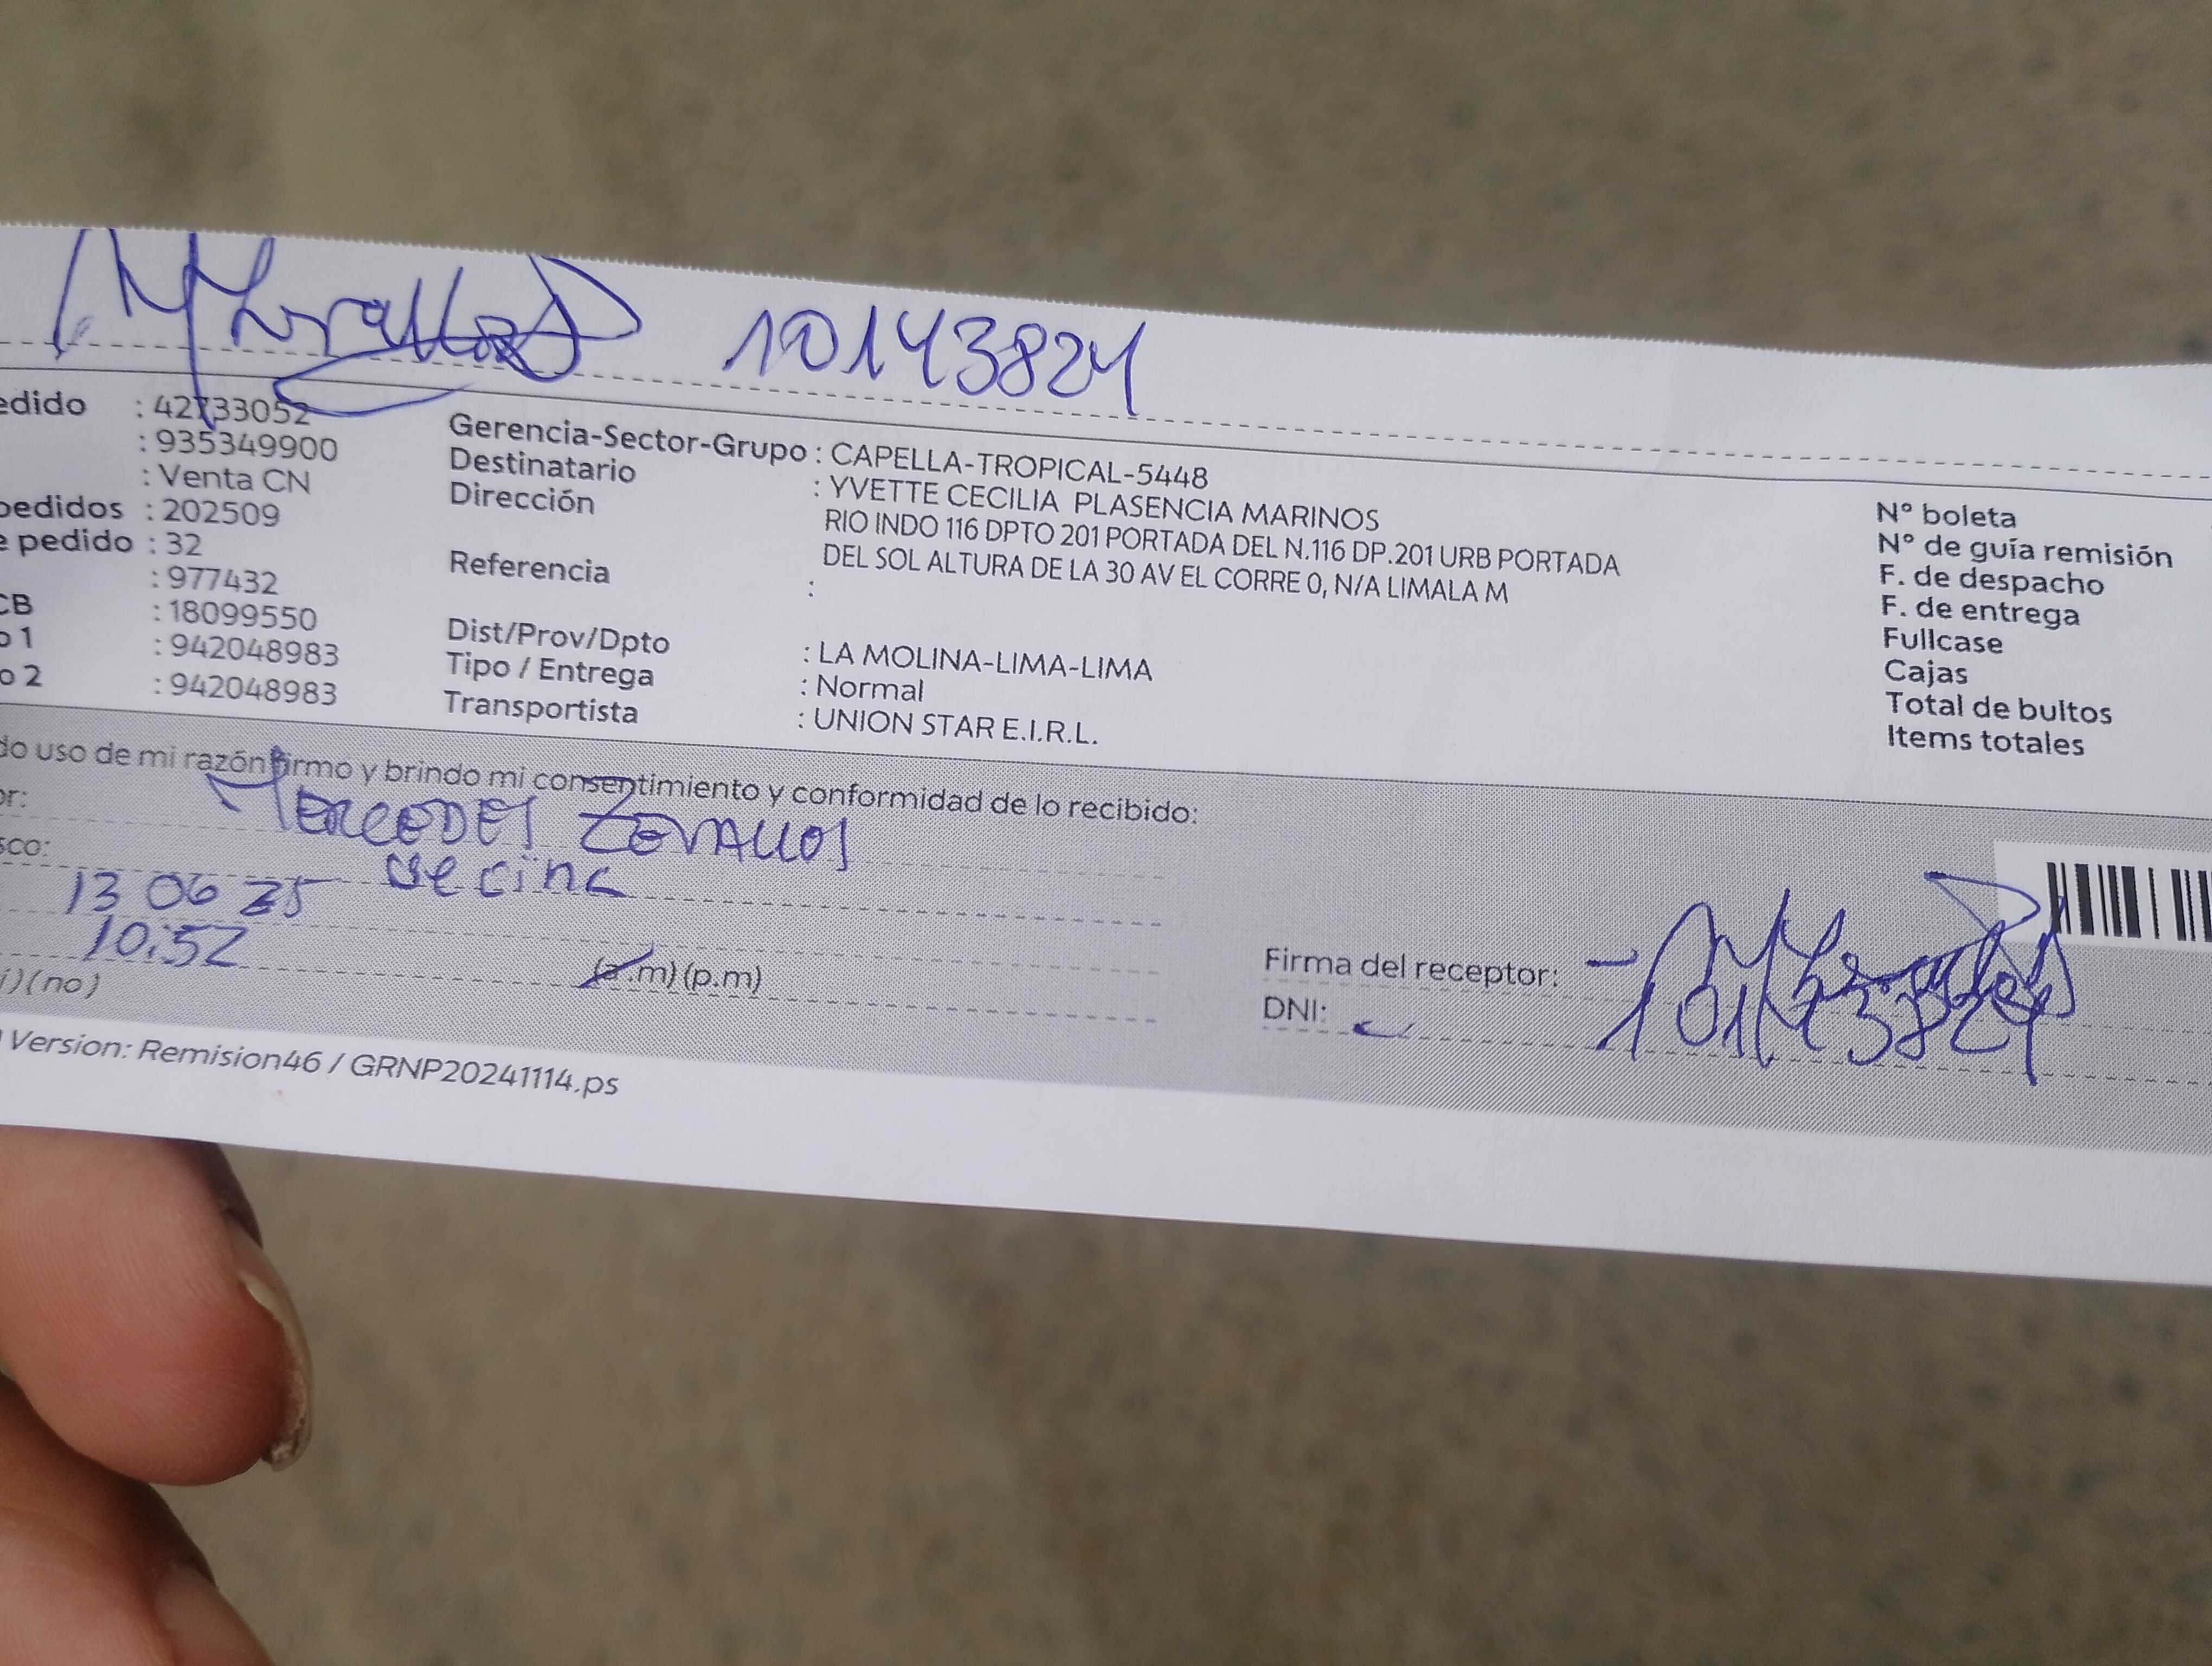 10143824
edido : 42733052
: 935349900
: Venta CN
pedidos : 202509
e pedido : 32
: 977432
CB : 18099550
o 1 : 942048983
o 2 : 942048983
Gerencia-Sector-Grupo : CAPELLA-TROPICAL-5448
Destinatario : YVETTE CECILIA PLASENCIA MARINOS
Dirección RIO INDO 116 DPTO 201 PORTADA DEL N.116 DP.201 URB PORTADA
DEL SOL ALTURA DE LA 30 AV EL CORRE 0, N/A LIMALA M
Referencia :
Dist/Prov/Dpto : LA MOLINA-LIMA-LIMA
Tipo / Entrega : Normal
Transportista : UNION STAR E.I.R.L.
N° boleta
N° de guía remisión
F. de despacho
F. de entrega
Fullcase
Cajas
Total de bultos
Items totales
do uso de mi razón firmo y brindo mi consentimiento y conformidad de lo recibido:
or: MERCEDES ZEVALLOS
sco: vecina
13 06 25
10:52 (a.m) (p.m)
i) (no)
Firma del receptor:
DNI: 10143824
Version: Remision46 / GRNP20241114.ps